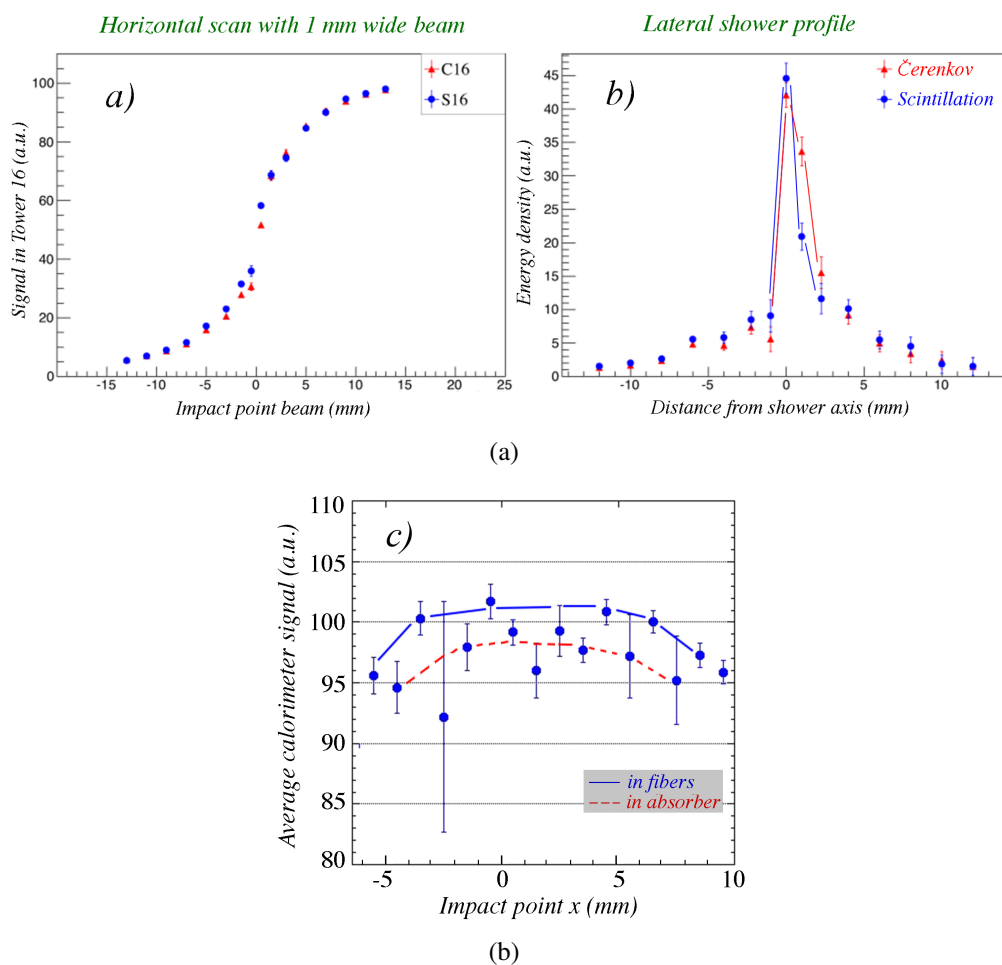 Horizontal scan with 1 mm wide beam
Lateral shower profile
a)
C16
S16
Signal in Tower 16 (a.u.)
100
80
60
40
20
0
−15 −10 −5 0 5 10 15 20 25
Impact point beam (mm)
b)
Čerenkov
Scintillation
Energy density (a.u.)
45
40
35
30
25
20
15
10
5
0
−10 −5 0 5 10
Distance from shower axis (mm)
(a)
c)
Average calorimeter signal (a.u.)
110
105
100
95
90
85
80
in fibers
in absorber
-5 0 5 10
Impact point x (mm)
(b)